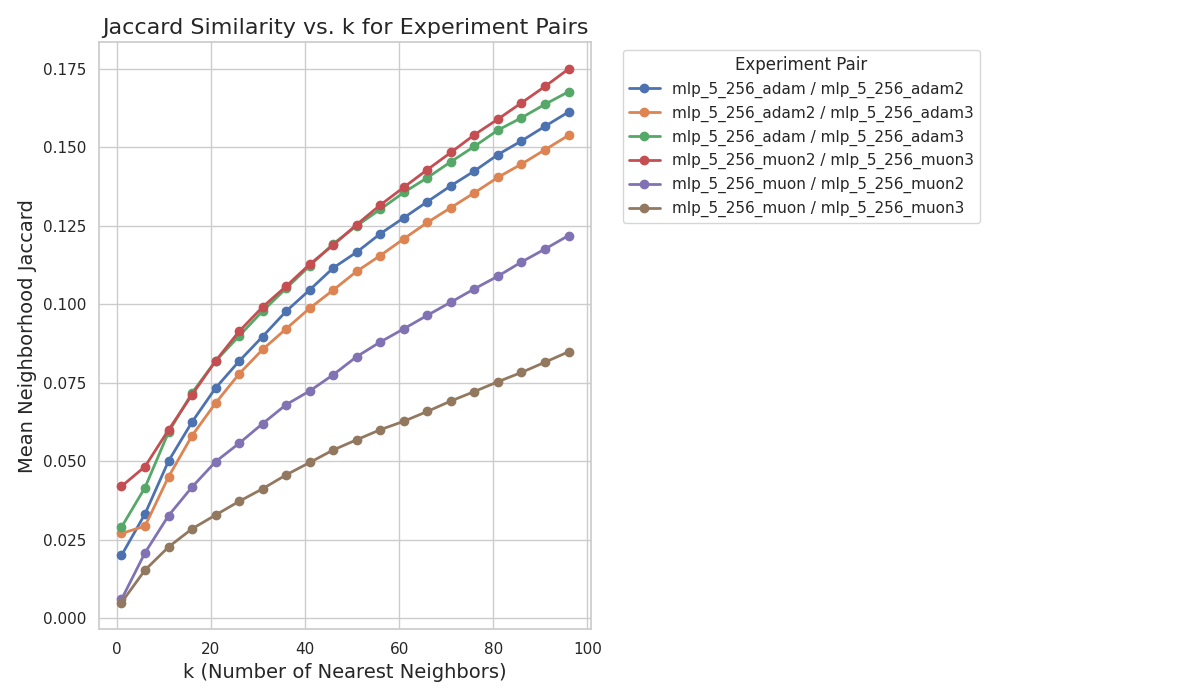 Jaccard Similarity vs. k for Experiment Pairs
Mean Neighborhood Jaccard
0.175
0.150
0.125
0.100
0.075
0.050
0.025
0.000
0 20 40 60 80 100
k (Number of Nearest Neighbors)
Experiment Pair
mlp_5_256_adam / mlp_5_256_adam2
mlp_5_256_adam2 / mlp_5_256_adam3
mlp_5_256_adam / mlp_5_256_adam3
mlp_5_256_muon2 / mlp_5_256_muon3
mlp_5_256_muon / mlp_5_256_muon2
mlp_5_256_muon / mlp_5_256_muon3